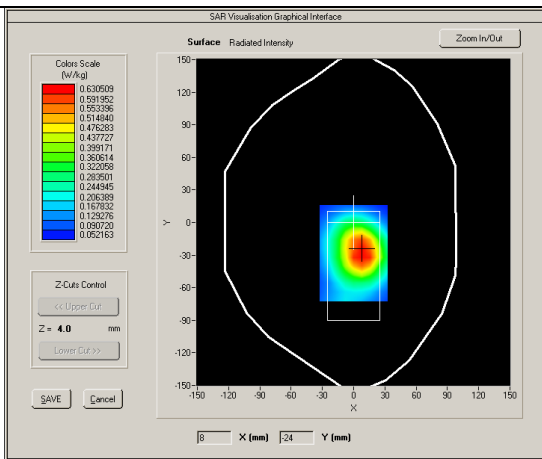 SAR Visualisation Graphical Interface
Surface Radiated Intensity
Zoom In/Out
Colors Scale
(W/kg)
0.630509
0.591952
0.553396
0.514840
0.476283
0.437727
0.399171
0.360614
0.322058
0.283501
0.244945
0.206389
0.167832
0.129276
0.090720
0.052163
Z-Cuts Control
<< Upper Cut
Z = 4.0 mm
Lower Cut >>
SAVE Cancel
150
120
90
60
30
0
-30
-60
-90
-120
-150
Y
-150 -120 -90 -60 -30 0 30 60 90 120 150
X
8 X (mm) -24 Y (mm)